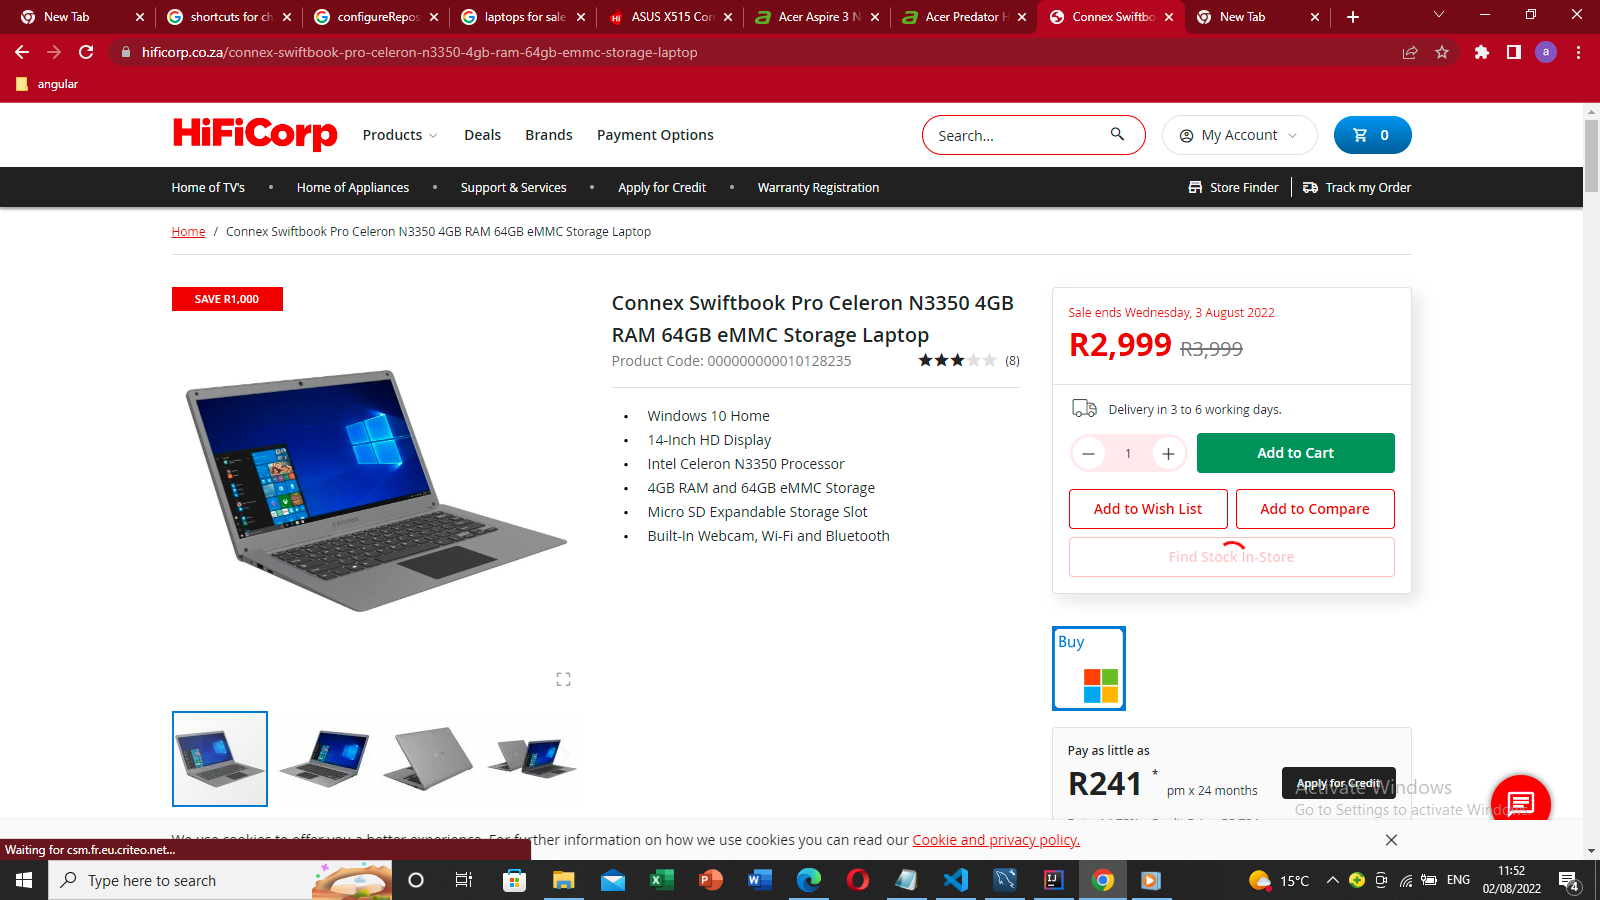 New Tab
shortcuts for ch
configureRepos
laptops for sale
ASUS X515 Cor
Acer Aspire 3 N
Acer Predator H
Connex Swiftbo
New Tab
hificorp.co.za/connex-swiftbook-pro-celeron-n3350-4gb-ram-64gb-emmc-storage-laptop
a
angular
HiFiCorp
Products
Deals
Brands
Payment Options
Search...
My Account
0
Home of TV's • Home of Appliances • Support & Services • Apply for Credit • Warranty Registration
Store Finder
Track my Order
Home / Connex Swiftbook Pro Celeron N3350 4GB RAM 64GB eMMC Storage Laptop
SAVE R1,000
connex
Connex Swiftbook Pro Celeron N3350 4GB
RAM 64GB eMMC Storage Laptop
Product Code: 000000000010128235
(8)
• Windows 10 Home
• 14-Inch HD Display
• Intel Celeron N3350 Processor
• 4GB RAM and 64GB eMMC Storage
• Micro SD Expandable Storage Slot
• Built-In Webcam, Wi-Fi and Bluetooth
Sale ends Wednesday, 3 August 2022
R2,999 R3,999
Delivery in 3 to 6 working days.
1
Add to Cart
Add to Wish List
Add to Compare
Find Stock In-Store
Buy
Pay as little as
R241 * pm x 24 months
Apply for Credit
Activate Windows
Go to Settings to activate Windows.
We use cookies to offer you a better experience. For further information on how we use cookies you can read our Cookie and privacy policy.
Waiting for csm.fr.eu.criteo.net...
Type here to search
15°C
ENG
11:52
02/08/2022
4